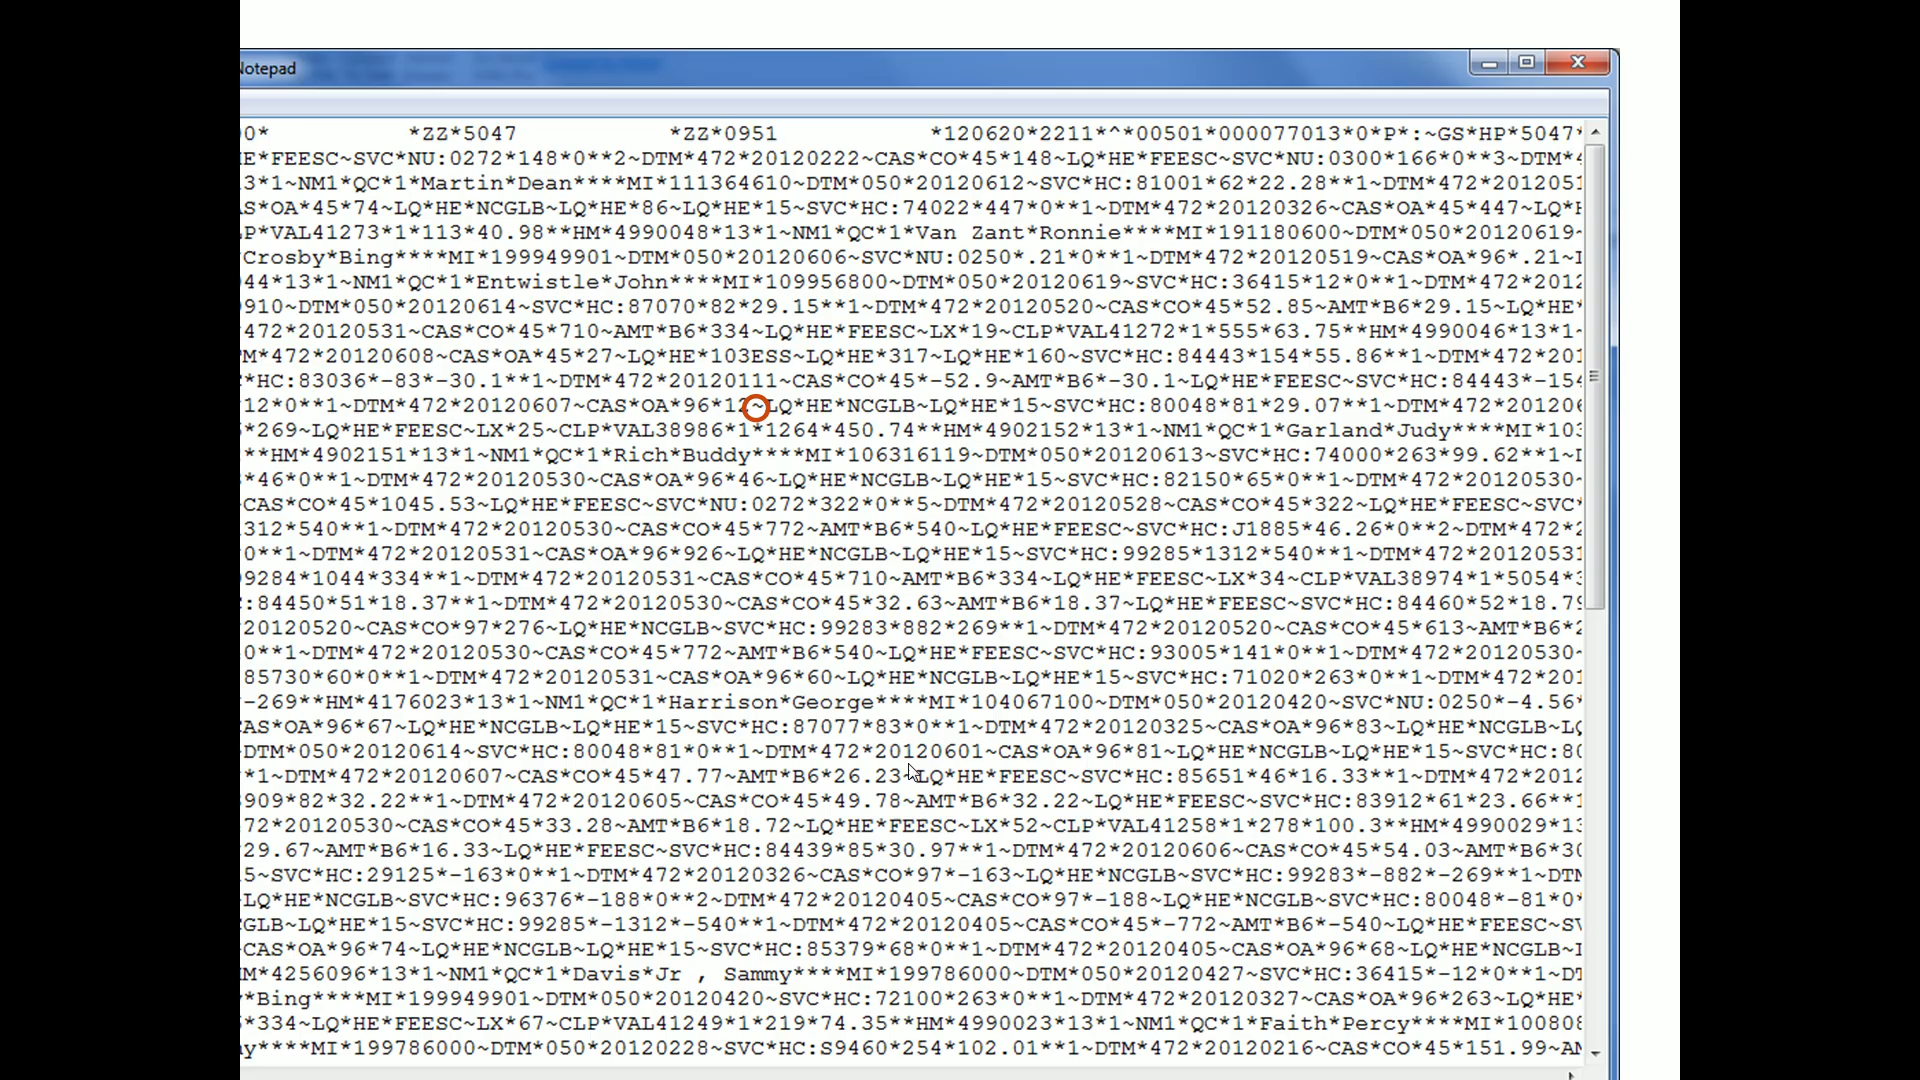 Notepad
00* *ZZ*5047 *ZZ*0951 *120620*2211*^*00501*000077013*0*P*:~GS*HP*5047*
HE*FEESC~SVC*NU:0272*148*0**2~DTM*472*20120222~CAS*CO*45*148~LQ*HE*FEESC~SVC*NU:0300*166*0**3~DTM*4
3*1~NM1*QC*1*Martin*Dean****MI*111364610~DTM*050*20120612~SVC*HC:81001*62*22.28**1~DTM*472*2012051
AS*OA*45*74~LQ*HE*NCGLB~LQ*HE*86~LQ*HE*15~SVC*HC:74022*447*0**1~DTM*472*20120326~CAS*OA*45*447~LQ*H
LP*VAL41273*1*113*40.98**HM*4990048*13*1~NM1*QC*1*Van Zant*Ronnie****MI*191180600~DTM*050*20120619~
*Crosby*Bing****MI*199949901~DTM*050*20120606~SVC*NU:0250*.21*0**1~DTM*472*20120519~CAS*OA*96*.21~L
44*13*1~NM1*QC*1*Entwistle*John****MI*109956800~DTM*050*20120619~SVC*HC:36415*12*0**1~DTM*472*2012
910~DTM*050*20120614~SVC*HC:87070*82*29.15**1~DTM*472*20120520~CAS*CO*45*52.85~AMT*B6*29.15~LQ*HE*
472*20120531~CAS*CO*45*710~AMT*B6*334~LQ*HE*FEESC~LX*19~CLP*VAL41272*1*555*63.75**HM*4990046*13*1~
TM*472*20120608~CAS*OA*45*27~LQ*HE*103ESS~LQ*HE*317~LQ*HE*160~SVC*HC:84443*154*55.86**1~DTM*472*201
C*HC:83036*-83*-30.1**1~DTM*472*20120111~CAS*CO*45*-52.9~AMT*B6*-30.1~LQ*HE*FEESC~SVC*HC:84443*-154
12*0**1~DTM*472*20120607~CAS*OA*96*12~LQ*HE*NCGLB~LQ*HE*15~SVC*HC:80048*81*29.07**1~DTM*472*201206
*269~LQ*HE*FEESC~LX*25~CLP*VAL38986*1*1264*450.74**HM*4902152*13*1~NM1*QC*1*Garland*Judy****MI*103
**HM*4902151*13*1~NM1*QC*1*Rich*Buddy****MI*106316119~DTM*050*20120613~SVC*HC:74000*263*99.62**1~D
*46*0**1~DTM*472*20120530~CAS*OA*96*46~LQ*HE*NCGLB~LQ*HE*15~SVC*HC:82150*65*0**1~DTM*472*20120530~
CAS*CO*45*1045.53~LQ*HE*FEESC~SVC*NU:0272*322*0**5~DTM*472*20120528~CAS*CO*45*322~LQ*HE*FEESC~SVC*
312*540**1~DTM*472*20120530~CAS*CO*45*772~AMT*B6*540~LQ*HE*FEESC~SVC*HC:J1885*46.26*0**2~DTM*472*2
0**1~DTM*472*20120531~CAS*OA*96*926~LQ*HE*NCGLB~LQ*HE*15~SVC*HC:99285*1312*540**1~DTM*472*20120531
99284*1044*334**1~DTM*472*20120531~CAS*CO*45*710~AMT*B6*334~LQ*HE*FEESC~LX*34~CLP*VAL38974*1*5054*3
C:84450*51*18.37**1~DTM*472*20120530~CAS*CO*45*32.63~AMT*B6*18.37~LQ*HE*FEESC~SVC*HC:84460*52*18.79
20120520~CAS*CO*97*276~LQ*HE*NCGLB~SVC*HC:99283*882*269**1~DTM*472*20120520~CAS*CO*45*613~AMT*B6*2
0**1~DTM*472*20120530~CAS*CO*45*772~AMT*B6*540~LQ*HE*FEESC~SVC*HC:93005*141*0**1~DTM*472*20120530~
85730*60*0**1~DTM*472*20120531~CAS*OA*96*60~LQ*HE*NCGLB~LQ*HE*15~SVC*HC:71020*263*0**1~DTM*472*201
*-269**HM*4176023*13*1~NM1*QC*1*Harrison*George****MI*104067100~DTM*050*20120420~SVC*NU:0250*-4.56*
CAS*OA*96*67~LQ*HE*NCGLB~LQ*HE*15~SVC*HC:87077*83*0**1~DTM*472*20120325~CAS*OA*96*83~LQ*HE*NCGLB~LQ
~DTM*050*20120614~SVC*HC:80048*81*0**1~DTM*472*20120601~CAS*OA*96*81~LQ*HE*NCGLB~LQ*HE*15~SVC*HC:80
**1~DTM*472*20120607~CAS*CO*45*47.77~AMT*B6*26.23~LQ*HE*FEESC~SVC*HC:85651*46*16.33**1~DTM*472*2012
3909*82*32.22**1~DTM*472*20120605~CAS*CO*45*49.78~AMT*B6*32.22~LQ*HE*FEESC~SVC*HC:83912*61*23.66**1
72*20120530~CAS*CO*45*33.28~AMT*B6*18.72~LQ*HE*FEESC~LX*52~CLP*VAL41258*1*278*100.3**HM*4990029*13
29.67~AMT*B6*16.33~LQ*HE*FEESC~SVC*HC:84439*85*30.97**1~DTM*472*20120606~CAS*CO*45*54.03~AMT*B6*30
5~SVC*HC:29125*-163*0**1~DTM*472*20120326~CAS*CO*97*-163~LQ*HE*NCGLB~SVC*HC:99283*-882*-269**1~DTM
LQ*HE*NCGLB~SVC*HC:96376*-188*0**2~DTM*472*20120405~CAS*CO*97*-188~LQ*HE*NCGLB~SVC*HC:80048*-81*0*
CGLB~LQ*HE*15~SVC*HC:99285*-1312*-540**1~DTM*472*20120405~CAS*CO*45*-772~AMT*B6*-540~LQ*HE*FEESC~SV
~CAS*OA*96*74~LQ*HE*NCGLB~LQ*HE*15~SVC*HC:85379*68*0**1~DTM*472*20120405~CAS*OA*96*68~LQ*HE*NCGLB~L
HM*4256096*13*1~NM1*QC*1*Davis*Jr , Sammy****MI*199786000~DTM*050*20120427~SVC*HC:36415*-12*0**1~DT
y*Bing****MI*199949901~DTM*050*20120420~SVC*HC:72100*263*0**1~DTM*472*20120327~CAS*OA*96*263~LQ*HE*
*334~LQ*HE*FEESC~LX*67~CLP*VAL41249*1*219*74.35**HM*4990023*13*1~NM1*QC*1*Faith*Percy****MI*100808
my****MI*199786000~DTM*050*20120228~SVC*HC:S9460*254*102.01**1~DTM*472*20120216~CAS*CO*45*151.99~AM